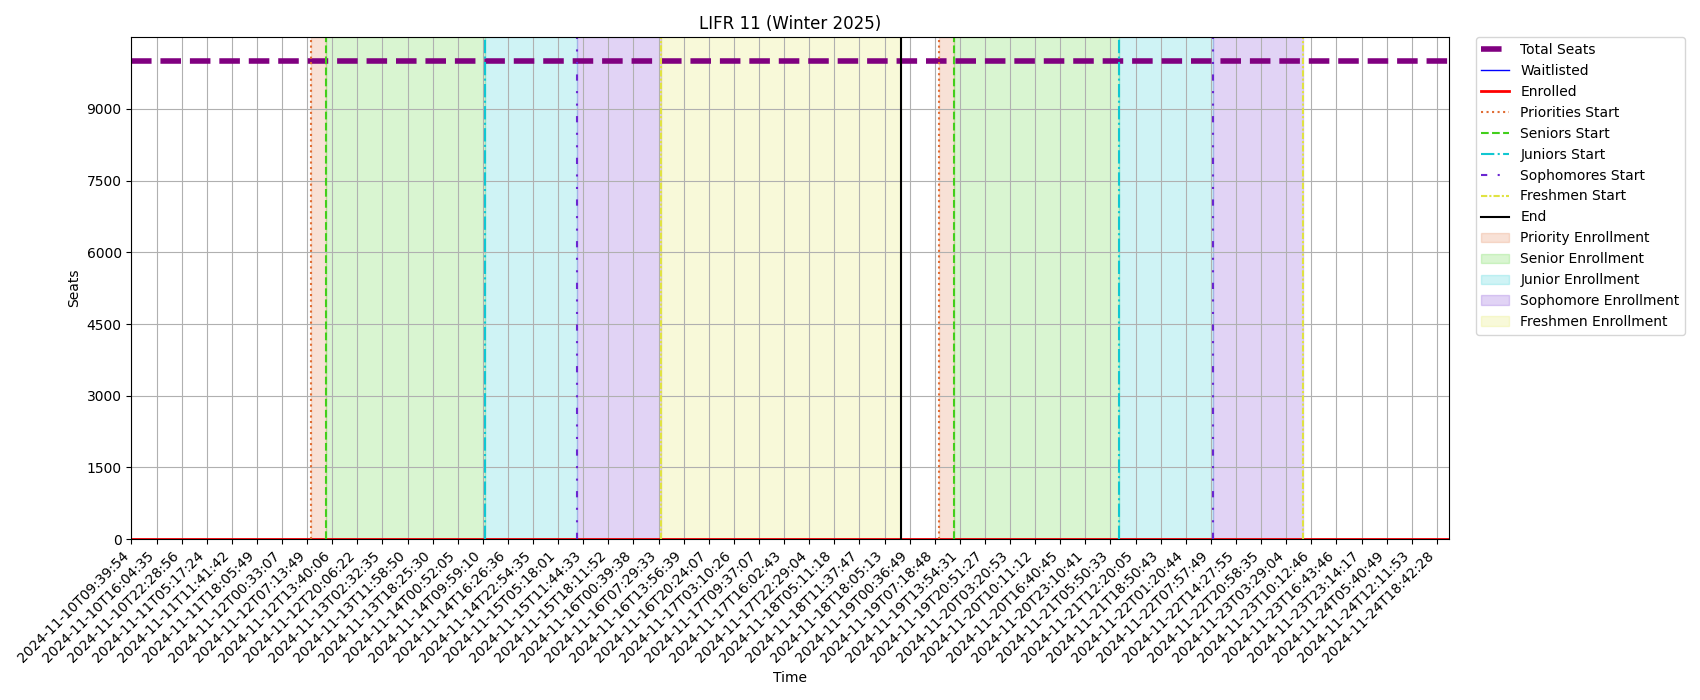 LIFR 11 (Winter 2025)
Seats
9000
7500
6000
4500
3000
1500
0
2024-11-10T09:39:54
2024-11-10T16:04:35
2024-11-10T22:28:56
2024-11-11T05:17:24
2024-11-11T11:41:42
2024-11-11T18:05:49
2024-11-12T00:33:07
2024-11-12T07:13:49
2024-11-12T13:40:06
2024-11-12T20:06:22
2024-11-13T02:32:35
2024-11-13T11:58:50
2024-11-13T18:25:30
2024-11-14T00:52:05
2024-11-14T09:59:10
2024-11-14T16:26:36
2024-11-14T22:54:35
2024-11-15T05:18:01
2024-11-15T11:44:33
2024-11-15T18:11:52
2024-11-16T00:39:38
2024-11-16T07:29:33
2024-11-16T13:56:39
2024-11-16T20:24:07
2024-11-17T03:10:26
2024-11-17T09:37:07
2024-11-17T16:02:43
2024-11-17T22:29:04
2024-11-18T05:11:18
2024-11-18T11:37:47
2024-11-18T18:05:13
2024-11-19T00:36:49
2024-11-19T07:18:48
2024-11-19T13:54:31
2024-11-19T20:51:27
2024-11-20T03:20:53
2024-11-20T10:11:12
2024-11-20T16:40:45
2024-11-20T23:10:41
2024-11-21T05:50:33
2024-11-21T12:20:05
2024-11-21T18:50:43
2024-11-22T01:20:44
2024-11-22T07:57:49
2024-11-22T14:27:55
2024-11-22T20:58:35
2024-11-23T03:29:04
2024-11-23T10:12:46
2024-11-23T16:43:46
2024-11-23T23:14:17
2024-11-24T05:40:49
2024-11-24T12:11:53
2024-11-24T18:42:28
Time
Total Seats
Waitlisted
Enrolled
Priorities Start
Seniors Start
Juniors Start
Sophomores Start
Freshmen Start
End
Priority Enrollment
Senior Enrollment
Junior Enrollment
Sophomore Enrollment
Freshmen Enrollment